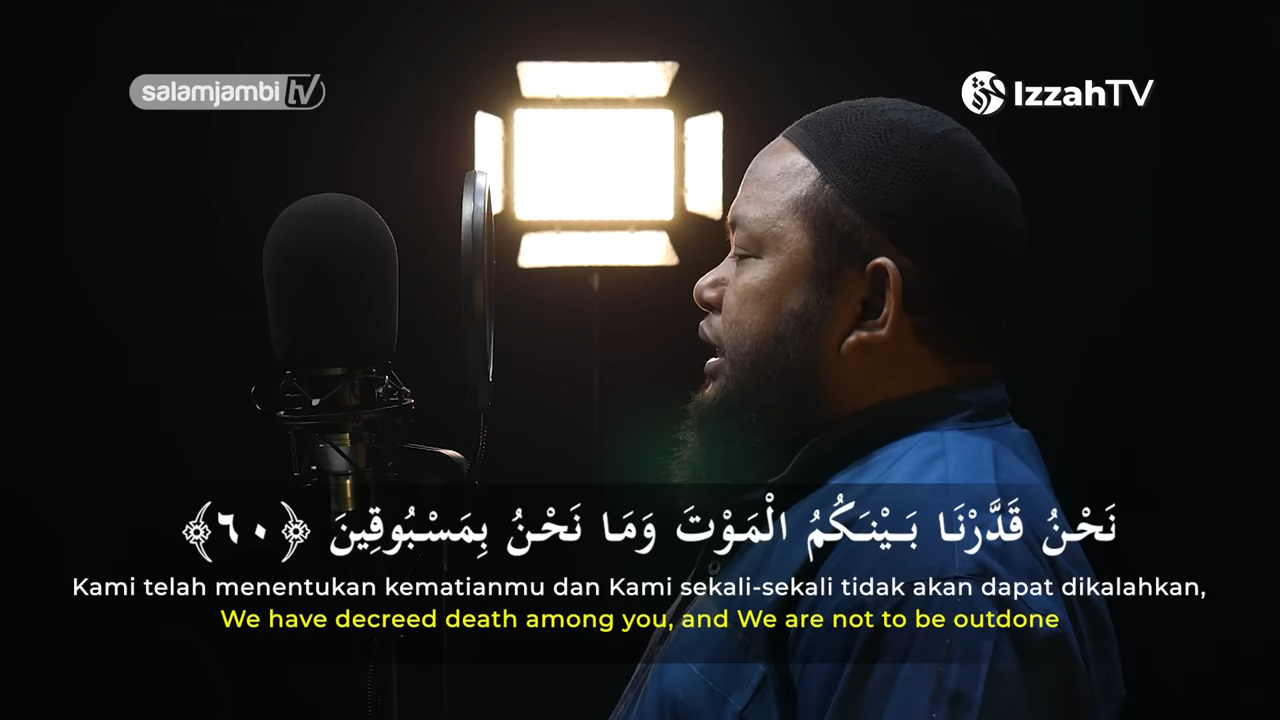 salamjambi tv
IzzahTV
نَحْنُ قَدَّرْنَا بَيْنَكُمُ الْمَوْتَ وَمَا نَحْنُ بِمَسْبُوقِينَ ﴿٦٠﴾
Kami telah menentukan kematianmu dan Kami sekali-sekali tidak akan dapat dikalahkan,
We have decreed death among you, and We are not to be outdone